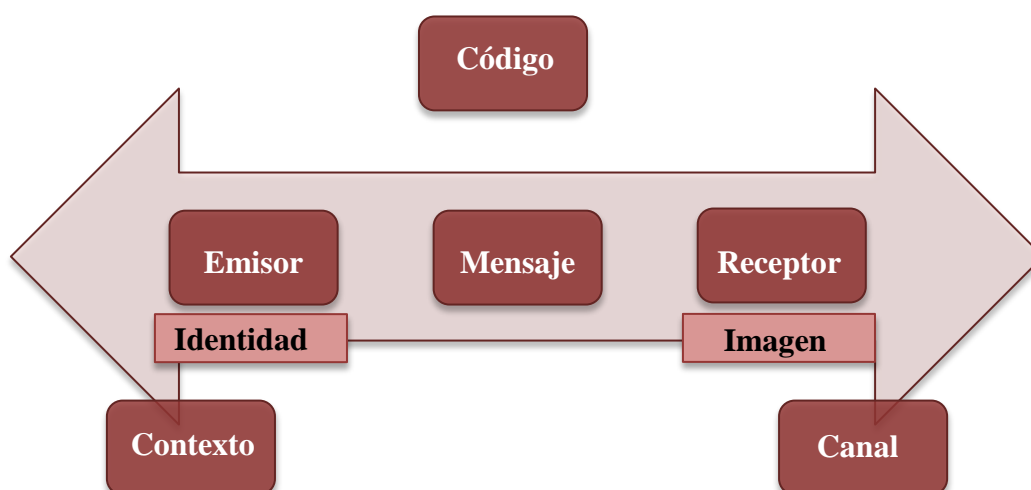 Código
Emisor
Mensaje
Receptor
Identidad
Imagen
Contexto
Canal